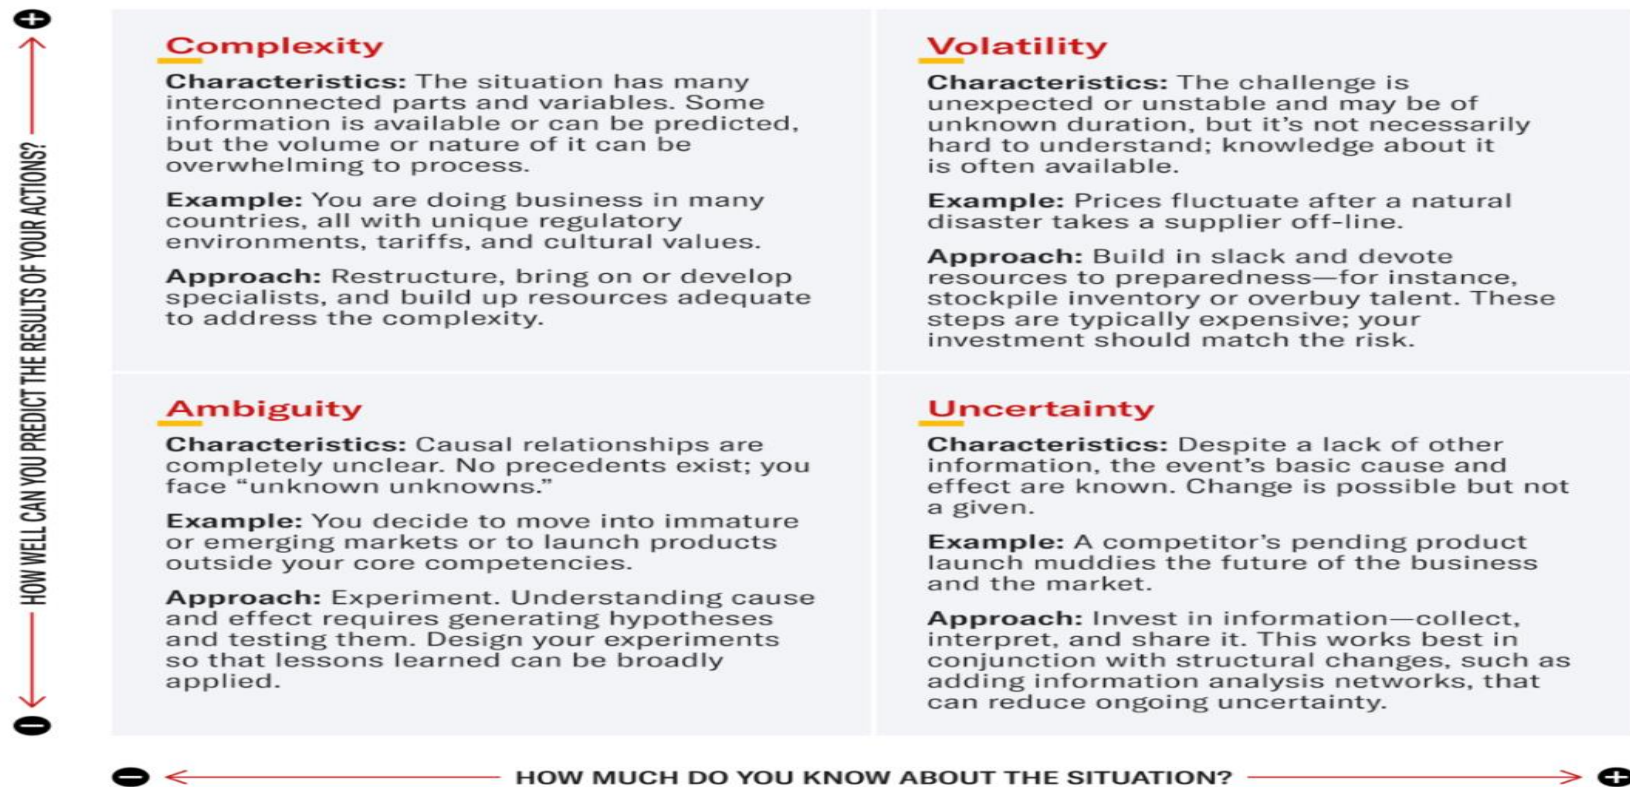 HOW WELL CAN YOU PREDICT THE RESULTS OF YOUR ACTIONS?
Complexity
Characteristics: The situation has many
interconnected parts and variables. Some
information is available or can be predicted,
but the volume or nature of it can be
overwhelming to process.
Example: You are doing business in many
countries, all with unique regulatory
environments, tariffs, and cultural values.
Approach: Restructure, bring on or develop
specialists, and build up resources adequate
to address the complexity.
Volatility
Characteristics: The challenge is
unexpected or unstable and may be of
unknown duration, but it’s not necessarily
hard to understand; knowledge about it
is often available.
Example: Prices fluctuate after a natural
disaster takes a supplier off-line.
Approach: Build in slack and devote
resources to preparedness—for instance,
stockpile inventory or overbuy talent. These
steps are typically expensive; your
investment should match the risk.
Ambiguity
Characteristics: Causal relationships are
completely unclear. No precedents exist; you
face “unknown unknowns.”
Example: You decide to move into immature
or emerging markets or to launch products
outside your core competencies.
Approach: Experiment. Understanding cause
and effect requires generating hypotheses
and testing them. Design your experiments
so that lessons learned can be broadly
applied.
Uncertainty
Characteristics: Despite a lack of other
information, the event’s basic cause and
effect are known. Change is possible but not
a given.
Example: A competitor’s pending product
launch muddies the future of the business
and the market.
Approach: Invest in information—collect,
interpret, and share it. This works best in
conjunction with structural changes, such as
adding information analysis networks, that
can reduce ongoing uncertainty.
HOW MUCH DO YOU KNOW ABOUT THE SITUATION?